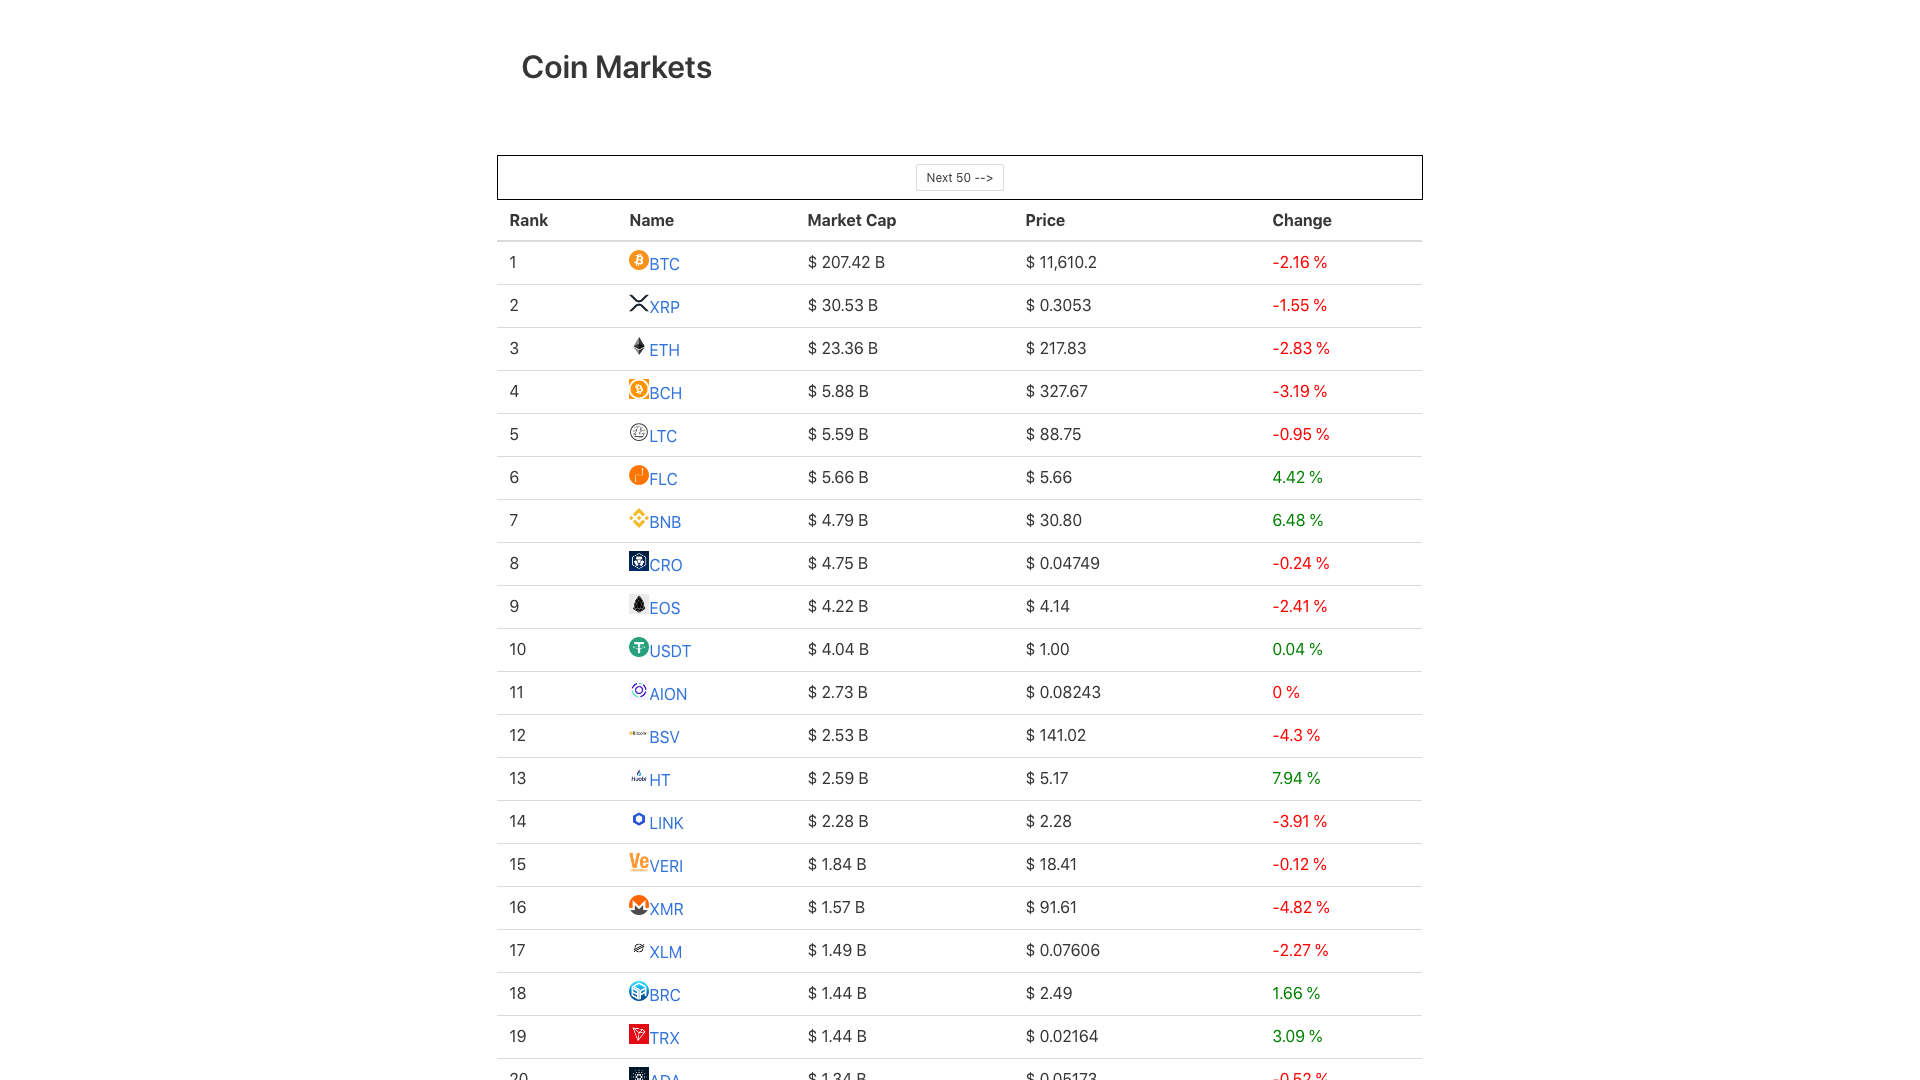 Coin Markets
Next 50 -->
Rank Name Market Cap Price Change
1 BTC $ 207.42 B $ 11,610.2 -2.16 %
2 XRP $ 30.53 B $ 0.3053 -1.55 %
3 ETH $ 23.36 B $ 217.83 -2.83 %
4 BCH $ 5.88 B $ 327.67 -3.19 %
5 LTC $ 5.59 B $ 88.75 -0.95 %
6 FLC $ 5.66 B $ 5.66 4.42 %
7 BNB $ 4.79 B $ 30.80 6.48 %
8 CRO $ 4.75 B $ 0.04749 -0.24 %
9 EOS $ 4.22 B $ 4.14 -2.41 %
10 USDT $ 4.04 B $ 1.00 0.04 %
11 AION $ 2.73 B $ 0.08243 0 %
12 BSV $ 2.53 B $ 141.02 -4.3 %
13 HT $ 2.59 B $ 5.17 7.94 %
14 LINK $ 2.28 B $ 2.28 -3.91 %
15 Ve VERI $ 1.84 B $ 18.41 -0.12 %
16 XMR $ 1.57 B $ 91.61 -4.82 %
17 XLM $ 1.49 B $ 0.07606 -2.27 %
18 BRC $ 1.44 B $ 2.49 1.66 %
19 TRX $ 1.44 B $ 0.02164 3.09 %
20 ADA $ 1.34 B $ 0.05173 -0.52 %